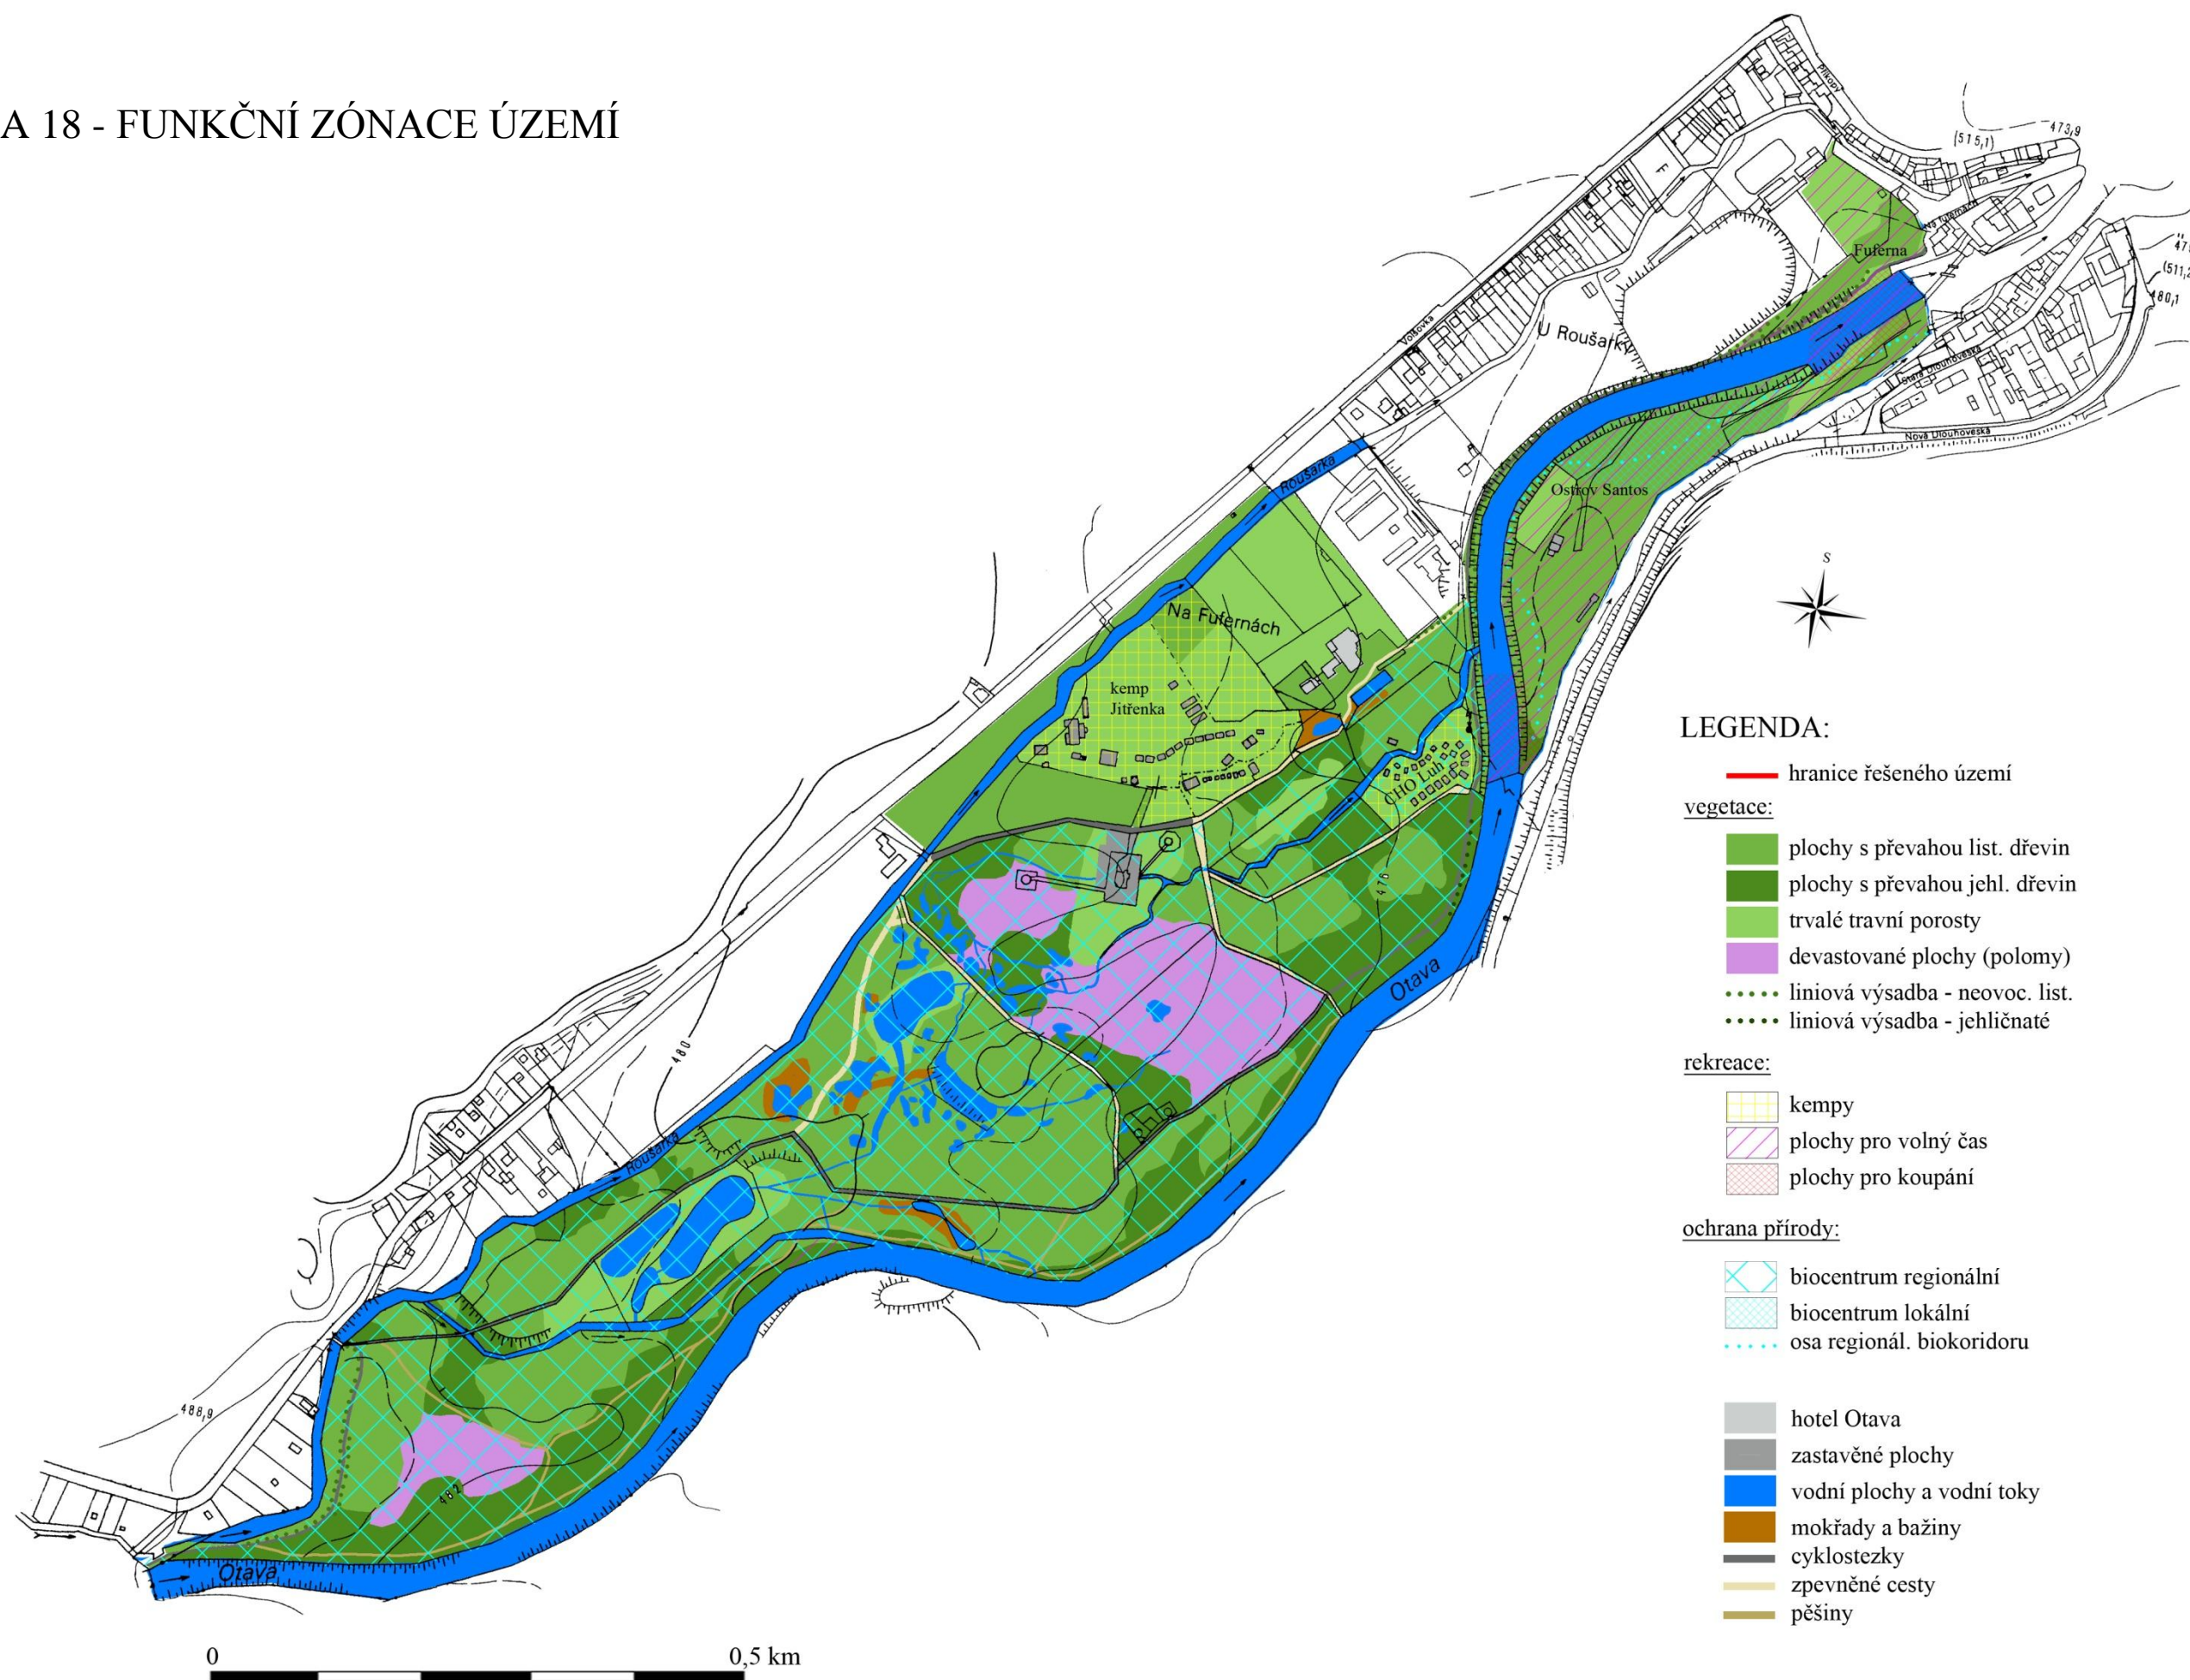 A 18 - FUNKČNÍ ZÓNACE ÚZEMÍ
Příkopy
(515,1)
473,9
Na Fufernách
Fuferna
(511,2
480,1
Volšovka
U Roušarky
Stará Dlouhoveská
Nová Dlouhoveská
Roušarka
Ostrov Santos
S
Na Fufernách
kemp
Jitřenka
CHO Luh
476
Otava
480
Roušarka
488,9
482
Otava
LEGENDA:
hranice řešeného území
vegetace:
plochy s převahou list. dřevin
plochy s převahou jehl. dřevin
trvalé travní porosty
devastované plochy (polomy)
liniová výsadba - neovoc. list.
liniová výsadba - jehličnaté
rekreace:
kempy
plochy pro volný čas
plochy pro koupání
ochrana přírody:
biocentrum regionální
biocentrum lokální
osa regionál. biokoridoru
hotel Otava
zastavěné plochy
vodní plochy a vodní toky
mokřady a bažiny
cyklostezky
zpevněné cesty
pěšiny
0 0,5 km